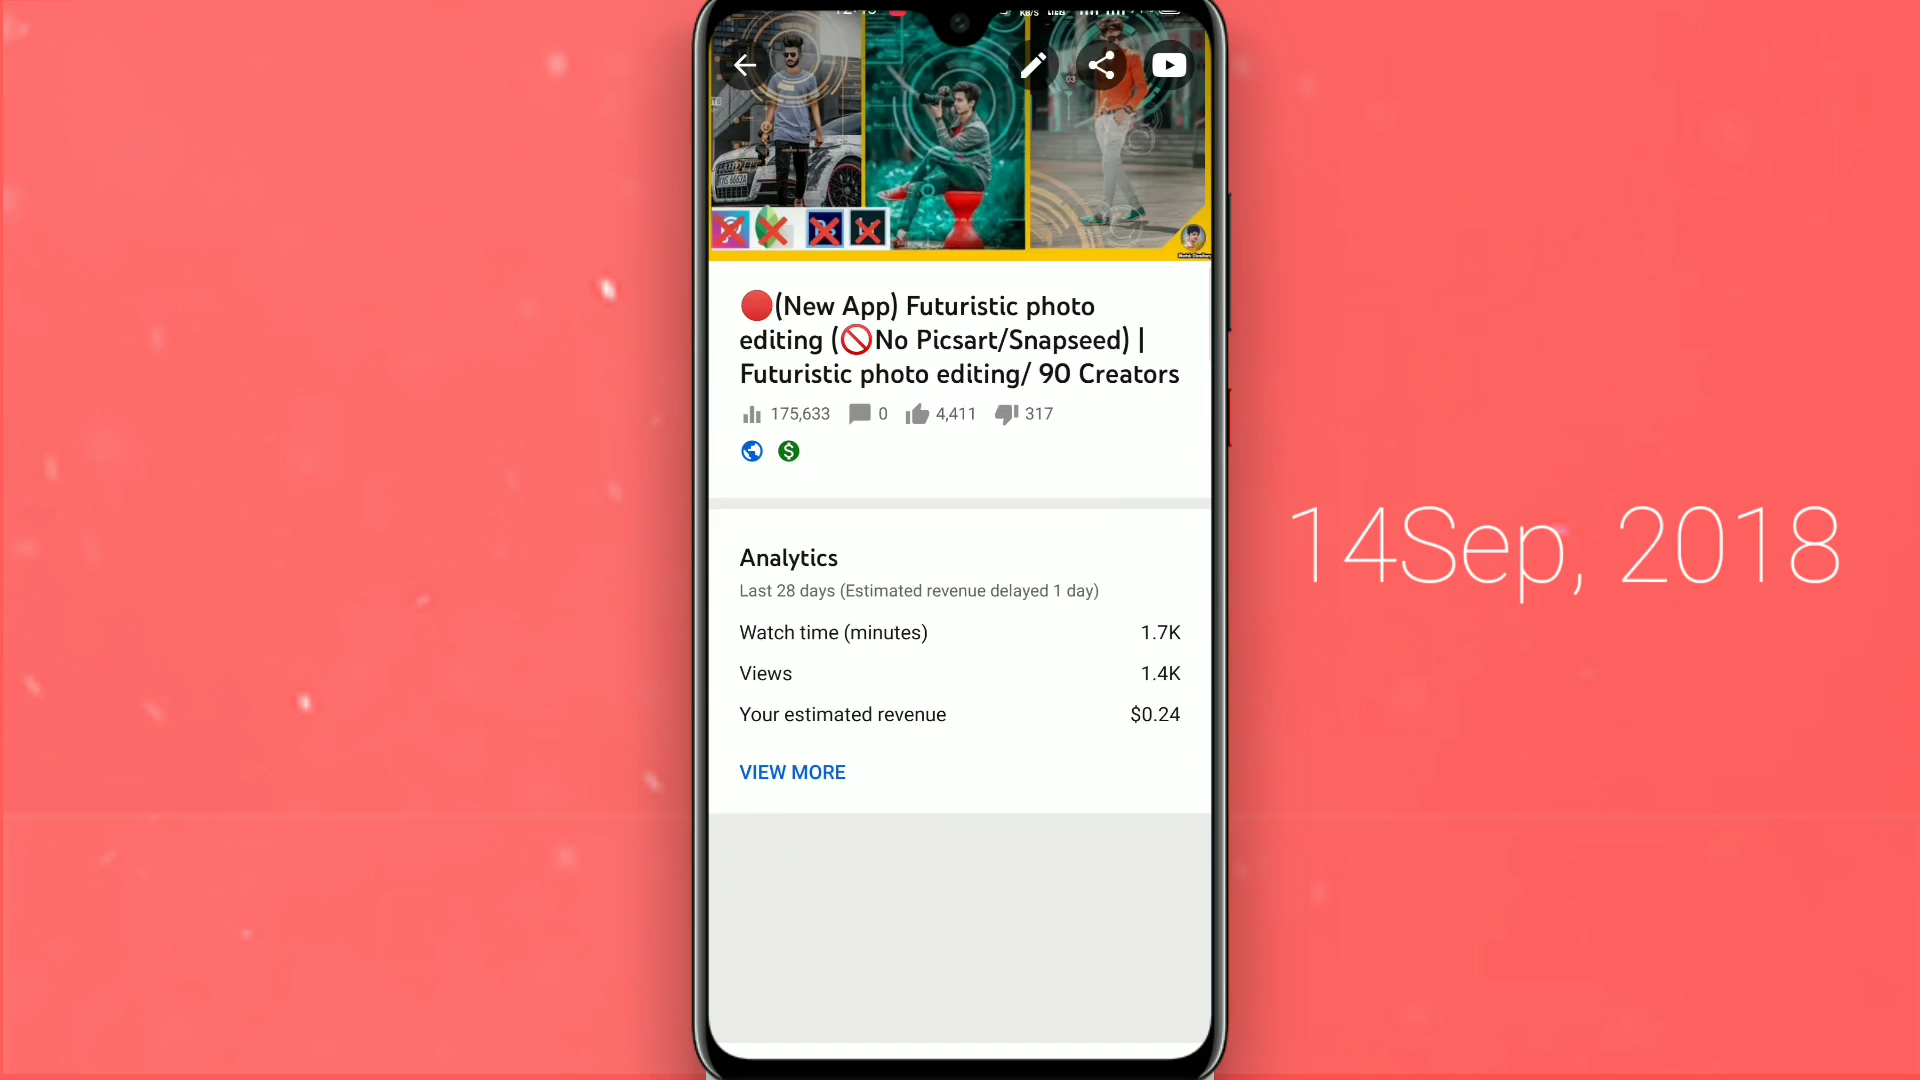 🔴(New App) Futuristic photo
editing (🚫No Picsart/Snapseed) |
Futuristic photo editing/ 90 Creators
175,633 0 4,411 317
Analytics
Last 28 days (Estimated revenue delayed 1 day)
Watch time (minutes) 1.7K
Views 1.4K
Your estimated revenue $0.24
VIEW MORE
14Sep, 2018